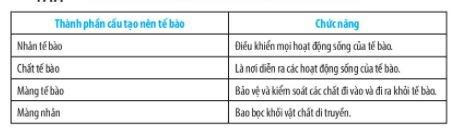 Thành phần cấu tạo nên tế bào Chức năng
Nhân tế bào Điều khiển mọi hoạt động sống của tế bào.
Chất tế bào Là nơi diễn ra các hoạt động sống của tế bào.
Màng tế bào Bảo vệ và kiểm soát các chất đi vào và đi ra khỏi tế bào.
Màng nhân Bao bọc khối vật chất di truyền.